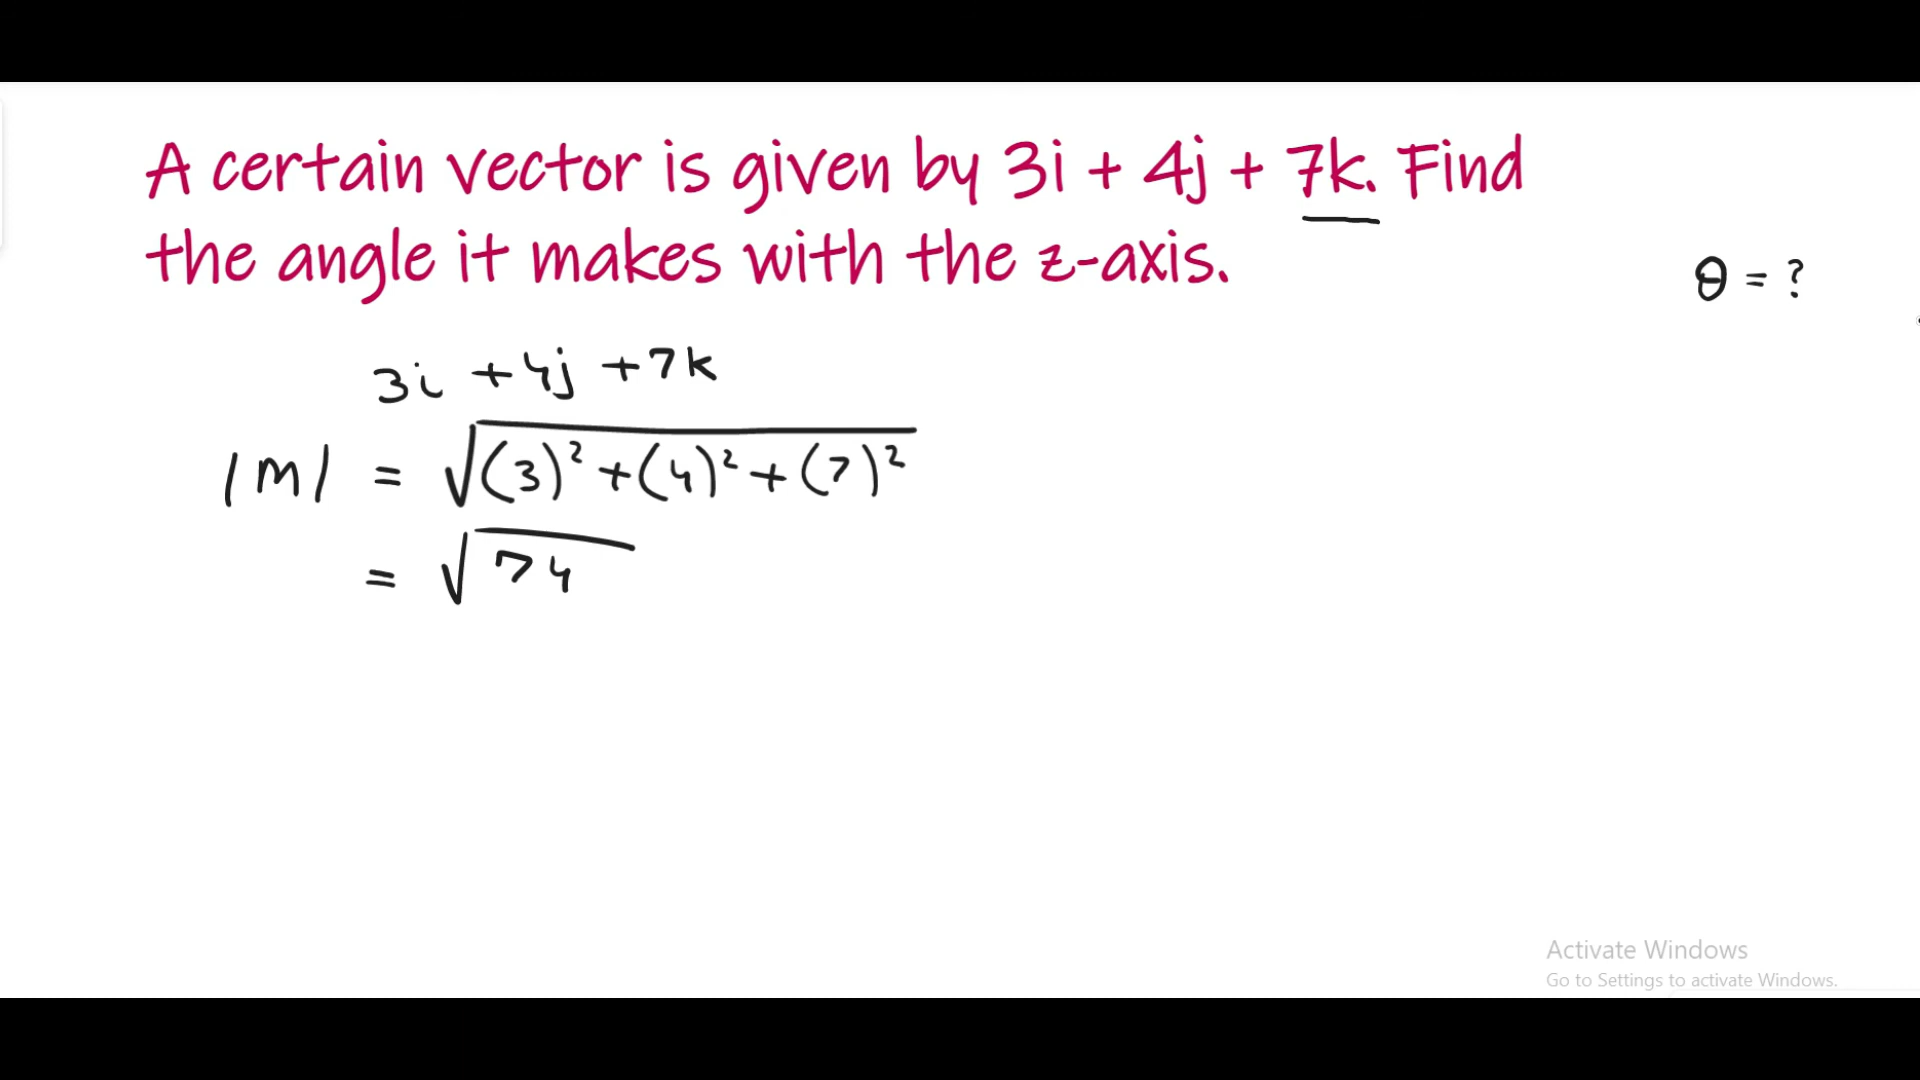 A certain vector is given by 3i + 4j + 7k. Find
the angle it makes with the z-axis.
θ = ?
3i + 4j + 7k
|M| = √(3)² + (4)² + (7)²
= √74
Activate Windows
Go to Settings to activate Windows.